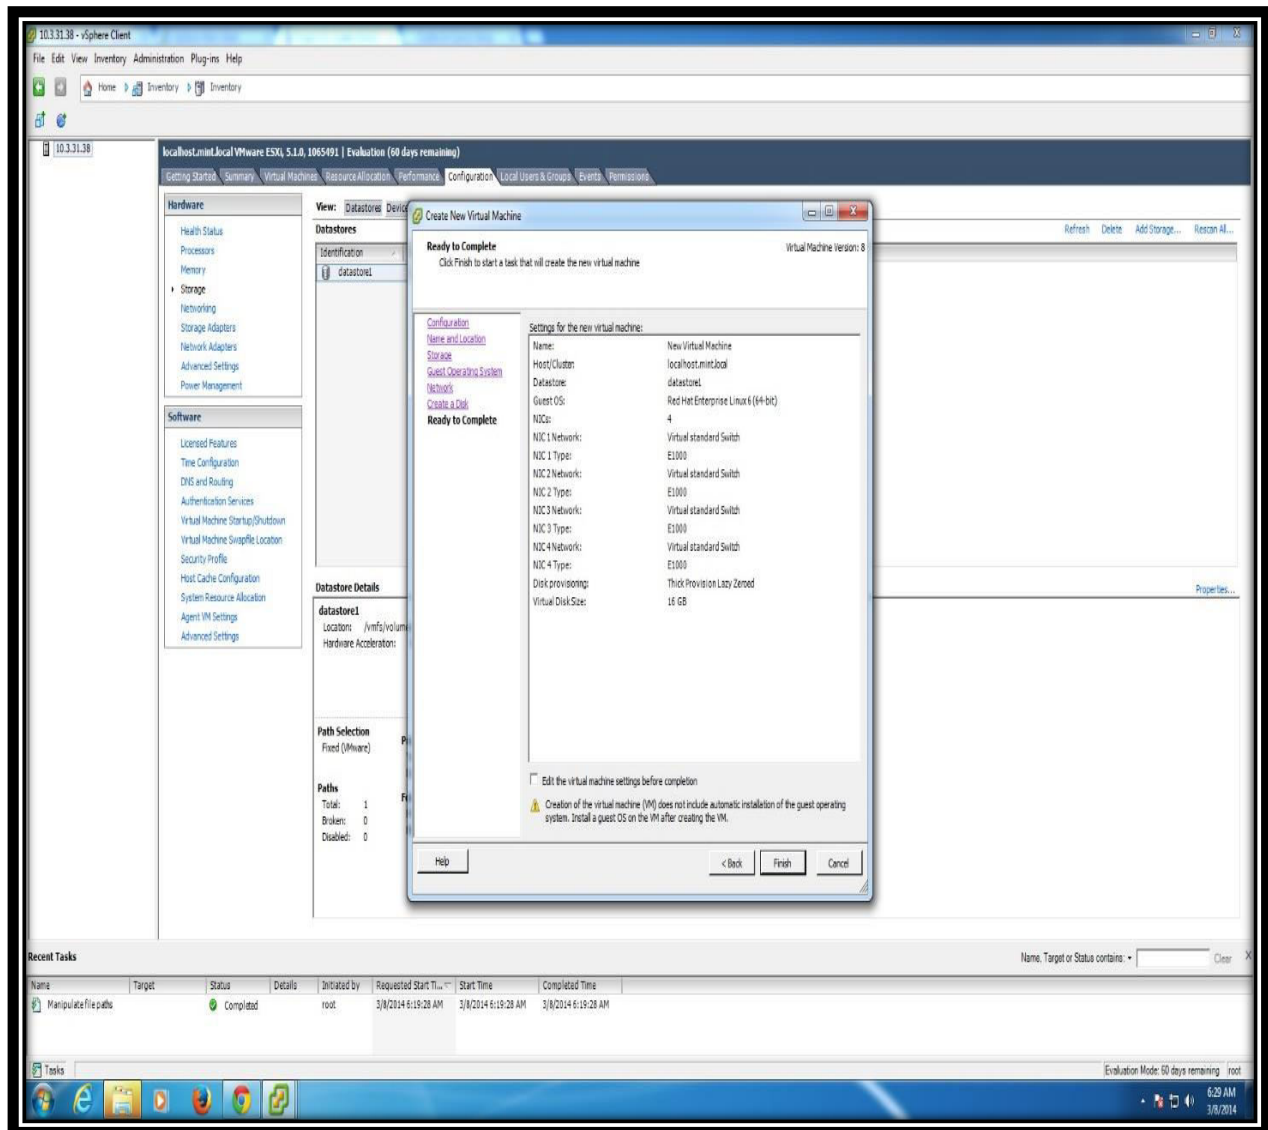 10.3.31.38 - vSphere Client
File Edit View Inventory Administration Plug-ins Help
Home Inventory Inventory
10.3.31.38
localhost.mint.local VMware ESXi, 5.1.0, 1065491 | Evaluation (60 days remaining)
Getting Started Summary Virtual Machines Resource Allocation Performance Configuration Local Users & Groups Events Permissions
Hardware
Health Status
Processors
Memory
Storage
Networking
Storage Adapters
Network Adapters
Advanced Settings
Power Management
Software
Licensed Features
Time Configuration
DNS and Routing
Authentication Services
Virtual Machine Startup/Shutdown
Virtual Machine Swapfile Location
Security Profile
Host Cache Configuration
System Resource Allocation
Agent VM Settings
Advanced Settings
View: Datastores
Datastores
Refresh Delete Add Storage... Rescan All...
Identification
datastore1
Datastore Details
Properties...
datastore1
Location: /vmfs/volum
Hardware Acceleration:
Path Selection
Fixed (VMware)
Paths
Total: 1
Broken: 0
Disabled: 0
Create New Virtual Machine
Ready to Complete
Virtual Machine Version: 8
Click Finish to start a task that will create the new virtual machine
Configuration
Name and Location
Storage
Guest Operating System
Network
Create a Disk
Ready to Complete
Settings for the new virtual machine:
Name: New Virtual Machine
Host/Cluster: localhost.mint.local
Datastore: datastore1
Guest OS: Red Hat Enterprise Linux 6 (64-bit)
NICs: 4
NIC 1 Network: Virtual standard Switch
NIC 1 Type: E1000
NIC 2 Network: Virtual standard Switch
NIC 2 Type: E1000
NIC 3 Network: Virtual standard Switch
NIC 3 Type: E1000
NIC 4 Network: Virtual standard Switch
NIC 4 Type: E1000
Disk provisioning: Thick Provision Lazy Zeroed
Virtual Disk Size: 16 GB
Edit the virtual machine settings before completion
Creation of the virtual machine (VM) does not include automatic installation of the guest operating
system. Install a guest OS on the VM after creating the VM.
Help < Back Finish Cancel
Recent Tasks
Name, Target or Status contains: Clear
Name Target Status Details Initiated by Requested Start Ti... Start Time Completed Time
Manipulate file paths Completed root 3/8/2014 6:19:28 AM 3/8/2014 6:19:28 AM 3/8/2014 6:19:28 AM
Tasks
Evaluation Mode: 60 days remaining root
6:29 AM
3/8/2014